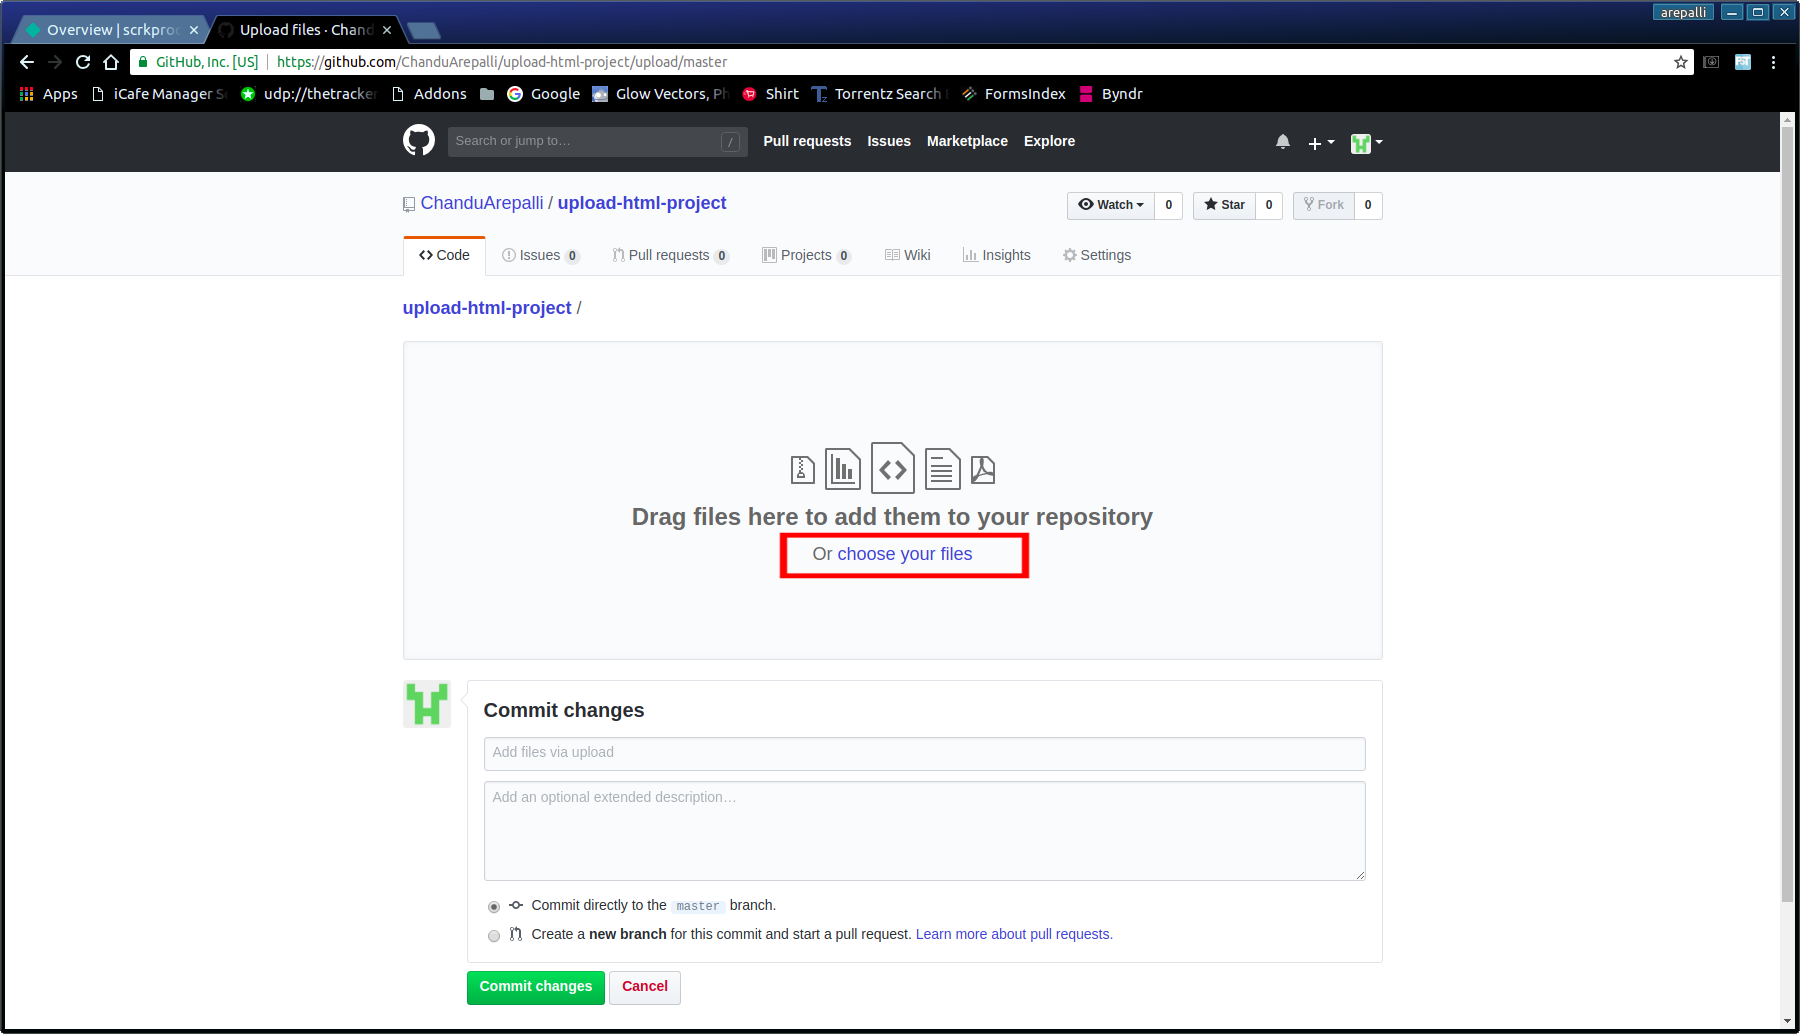 arepalli
Overview | scrkproc
Upload files · Chand
GitHub, Inc. [US]
https://github.com/ChanduArepalli/upload-html-project/upload/master
Apps
iCafe Manager S
udp://thetracker
Addons
Google
Glow Vectors, Ph
Shirt
Torrentz Search
FormsIndex
Byndr
Search or jump to…
/
Pull requests
Issues
Marketplace
Explore
ChanduArepalli / upload-html-project
Watch 0
Star 0
Fork 0
Code
Issues 0
Pull requests 0
Projects 0
Wiki
Insights
Settings
upload-html-project /
Drag files here to add them to your repository
Or choose your files
Commit changes
Add files via upload
Add an optional extended description…
Commit directly to the master branch.
Create a new branch for this commit and start a pull request. Learn more about pull requests.
Commit changes
Cancel